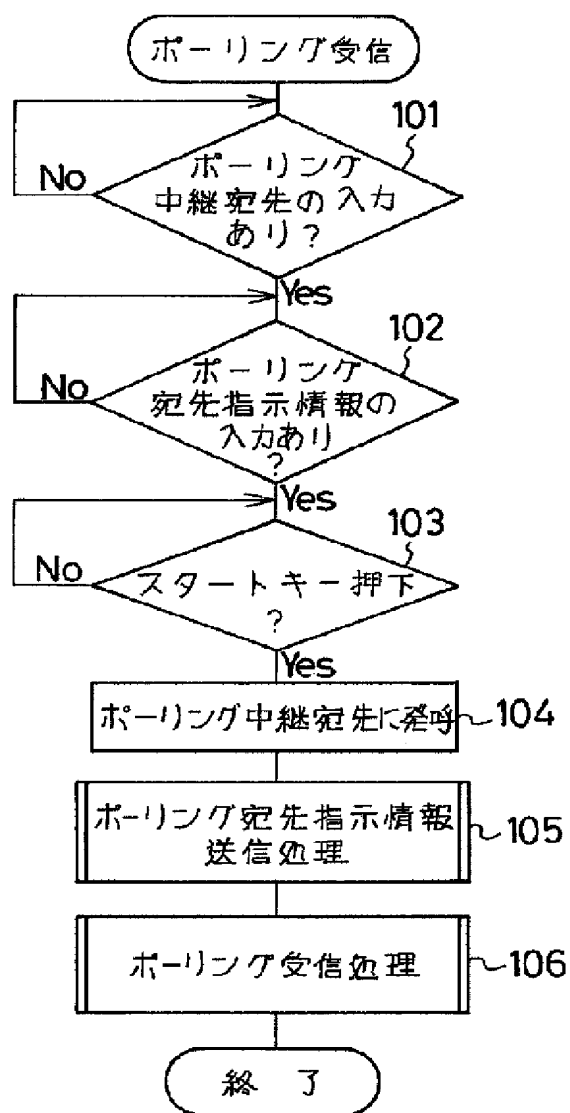 ポーリング受信
101
ポーリング
中継宛先の入力
あり?
No
Yes
102
ポーリング
宛先指示情報の
入力あり
?
No
Yes
103
スタートキー押下
?
No
Yes
ポーリング中継宛先に発呼
104
ポーリング宛先指示情報
送信処理
105
ポーリング受信処理
106
終了